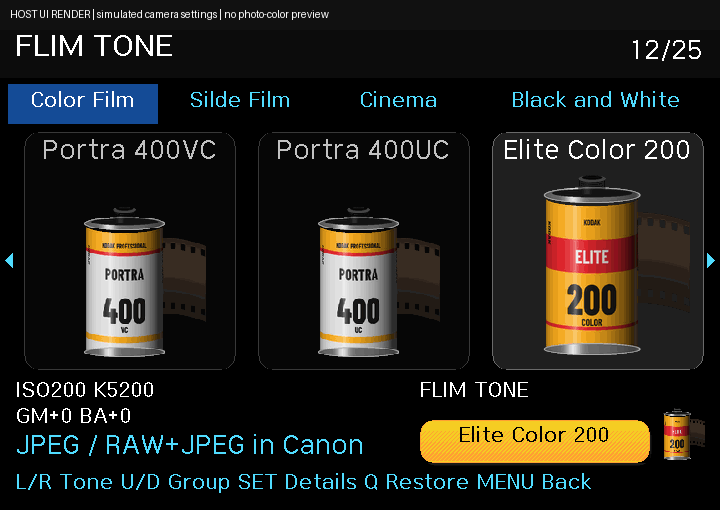 HOST UI RENDER | simulated camera settings | no photo-color preview
FLIM TONE
12/25
Color Film
Silde Film
Cinema
Black and White
Portra 400VC
Portra 400UC
Elite Color 200
KODAK PROFESSIONAL
PORTRA
400
VC
KODAK PROFESSIONAL
PORTRA
400
UC
KODAK
ELITE
200
COLOR
ISO200 K5200
GM+0 BA+0
JPEG / RAW+JPEG in Canon
FLIM TONE
Elite Color 200
ELITE
200
L/R Tone U/D Group SET Details Q Restore MENU Back